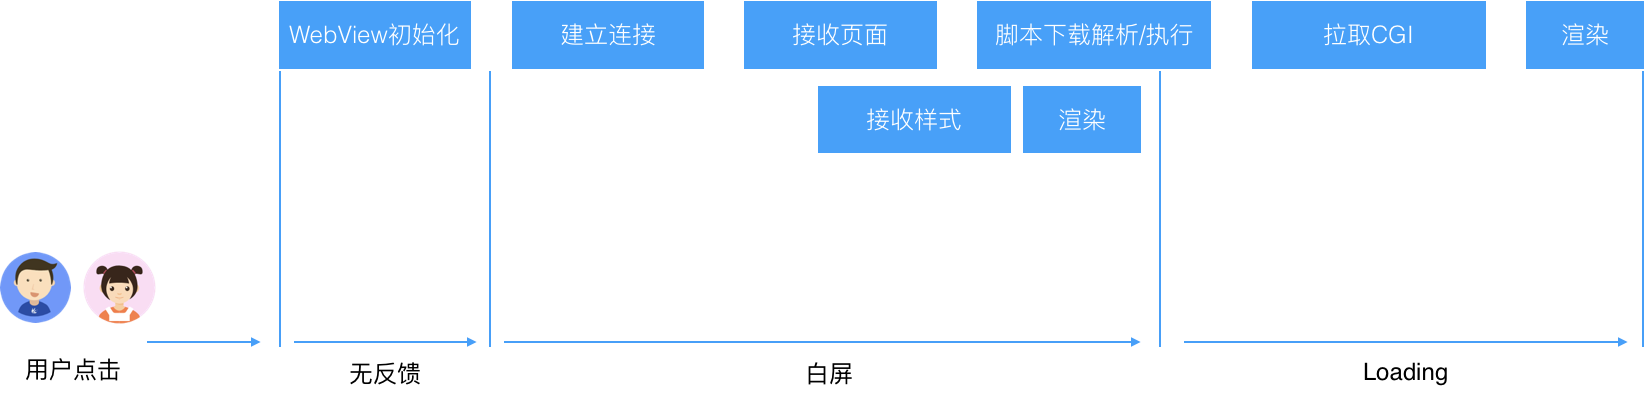 WebView初始化
建立连接
接收页面
脚本下载解析/执行
拉取CGI
渲染
接收样式
渲染
用户点击
无反馈
白屏
Loading